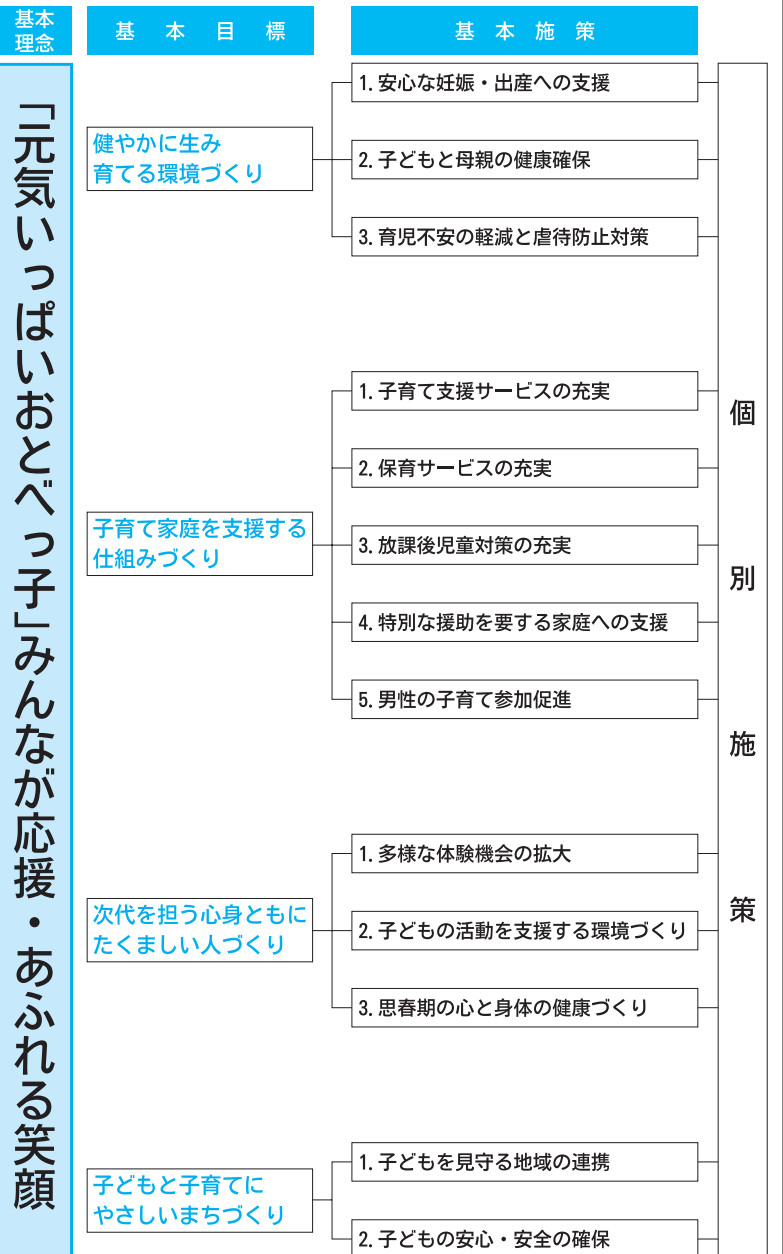 基本
理念
基本目標
基本施策
「元気いっぱいおとべっ子」みんなが応援・あふれる笑顔
健やかに生み
育てる環境づくり
1. 安心な妊娠・出産への支援
2. 子どもと母親の健康確保
3. 育児不安の軽減と虐待防止対策
子育て家庭を支援する
仕組みづくり
1. 子育て支援サービスの充実
2. 保育サービスの充実
3. 放課後児童対策の充実
4. 特別な援助を要する家庭への支援
5. 男性の子育て参加促進
次代を担う心身ともに
たくましい人づくり
1. 多様な体験機会の拡大
2. 子どもの活動を支援する環境づくり
3. 思春期の心と身体の健康づくり
子どもと子育てに
やさしいまちづくり
1. 子どもを見守る地域の連携
2. 子どもの安心・安全の確保
個別施策